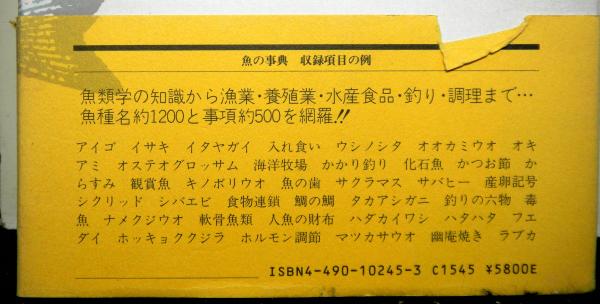 魚の事典　収録項目の例
魚類学の知識から漁業・養殖業・水産食品・釣り・調理まで…
魚種名約1200と事項約500を網羅!!
アイゴ　イサキ　イタヤガイ　入れ食い　ウシノシタ　オオカミウオ　オキ
アミ　オステオグロッサム　海洋牧場　かかり釣り　化石魚　かつお節　か
らすみ　観賞魚　キノボリウオ　魚の歯　サクラマス　サバヒー　産卵記号
シクリッド　シバエビ　食物連鎖　鯛の鯛　タカアシガニ　釣りの六物　毒
魚　ナメクジウオ　軟骨魚類　人魚の財布　ハダカイワシ　ハタハタ　フエ
ダイ　ホッキョククジラ　ホルモン調節　マツカサウオ　幽庵焼き　ラブカ
ISBN4-490-10245-3 C1545 ¥5800E